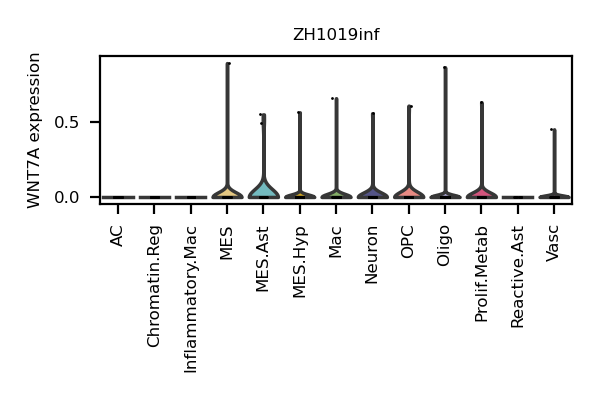 ZH1019inf
WNT7A expression
0.5
0.0
AC
Chromatin.Reg
Inflammatory.Mac
MES
MES.Ast
MES.Hyp
Mac
Neuron
OPC
Oligo
Prolif.Metab
Reactive.Ast
Vasc